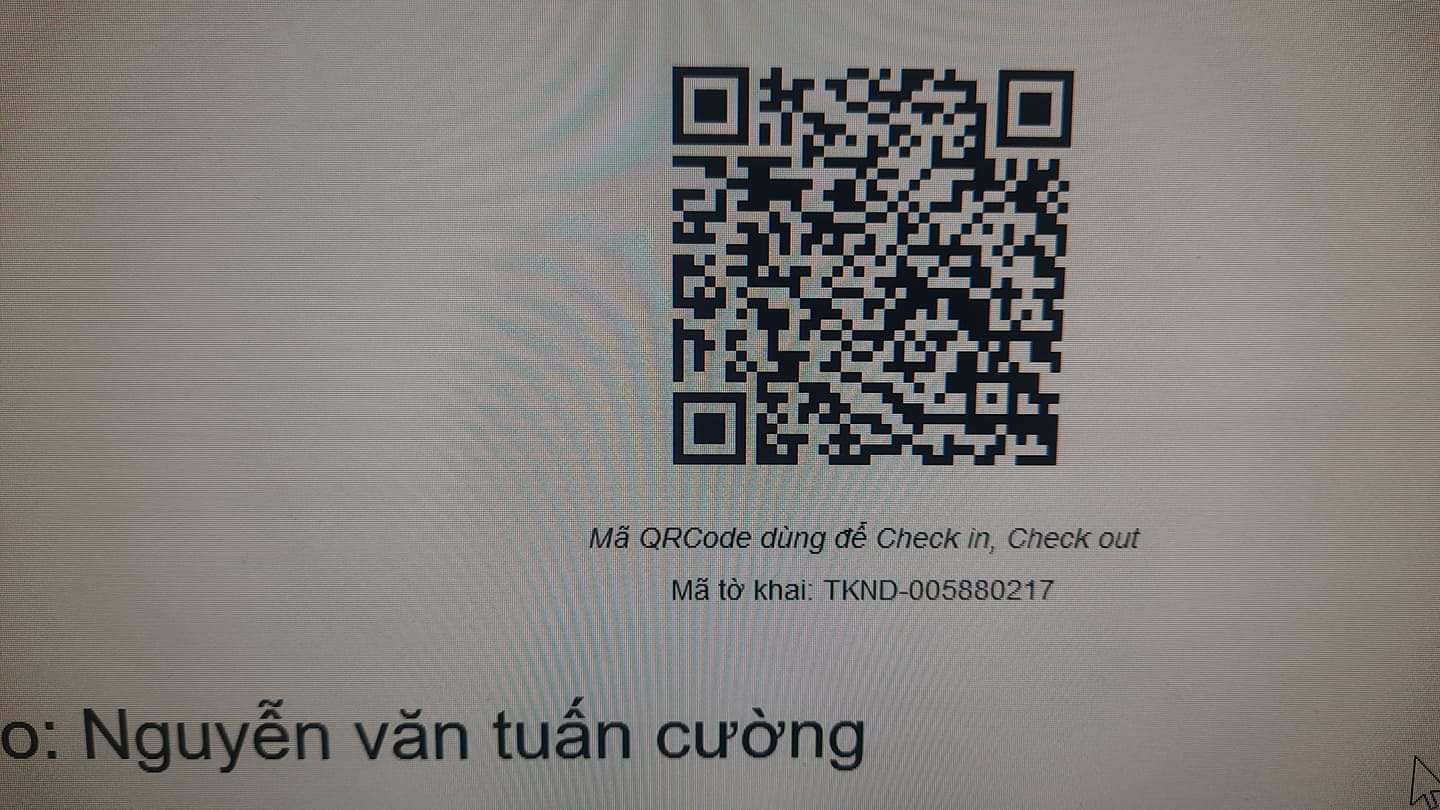 Mã QRCode dùng để Check in, Check out
Mã tờ khai: TKND-005880217
o: Nguyễn văn tuấn cường